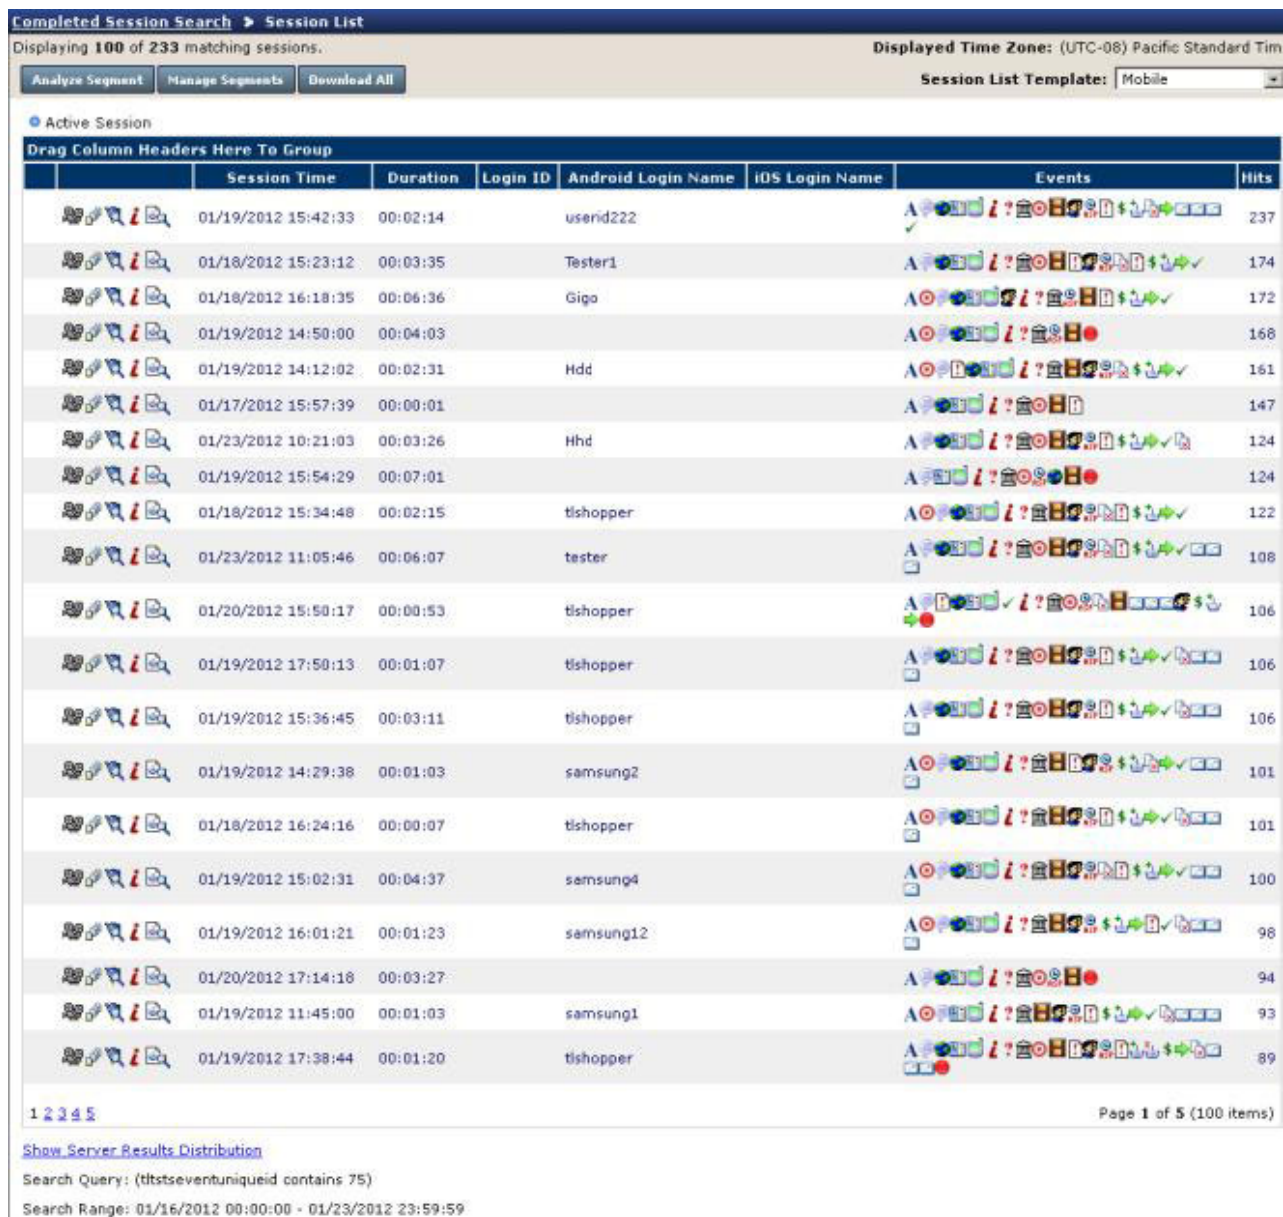 Completed Session Search > Session List
Displaying 100 of 233 matching sessions.
Displayed Time Zone: (UTC-08) Pacific Standard Tim
Analyze Segment Manage Segments Download All
Session List Template: Mobile
Active Session
Drag Column Headers Here To Group
Session Time Duration Login ID Android Login Name iOS Login Name Events Hits
01/19/2012 15:42:33 00:02:14 userid222 237
01/18/2012 15:23:12 00:03:35 Tester1 174
01/18/2012 16:18:35 00:06:36 Gigo 172
01/19/2012 14:50:00 00:04:03 168
01/19/2012 14:12:02 00:02:31 Hdd 161
01/17/2012 15:57:39 00:00:01 147
01/23/2012 10:21:03 00:03:26 Hhd 124
01/19/2012 15:54:29 00:07:01 124
01/18/2012 15:34:48 00:02:15 tlshopper 122
01/23/2012 11:05:46 00:06:07 tester 108
01/20/2012 15:50:17 00:00:53 tlshopper 106
01/19/2012 17:50:13 00:01:07 tlshopper 106
01/19/2012 15:36:45 00:03:11 tlshopper 106
01/19/2012 14:29:38 00:01:03 samsung2 101
01/18/2012 16:24:16 00:00:07 tlshopper 101
01/19/2012 15:02:31 00:04:37 samsung4 100
01/19/2012 16:01:21 00:01:23 samsung12 98
01/20/2012 17:14:18 00:03:27 94
01/19/2012 11:45:00 00:01:03 samsung1 93
01/19/2012 17:38:44 00:01:20 tlshopper 89
1 2 3 4 5
Page 1 of 5 (100 items)
Show Server Results Distribution
Search Query: (tltstseventuniqueid contains 75)
Search Range: 01/16/2012 00:00:00 - 01/23/2012 23:59:59